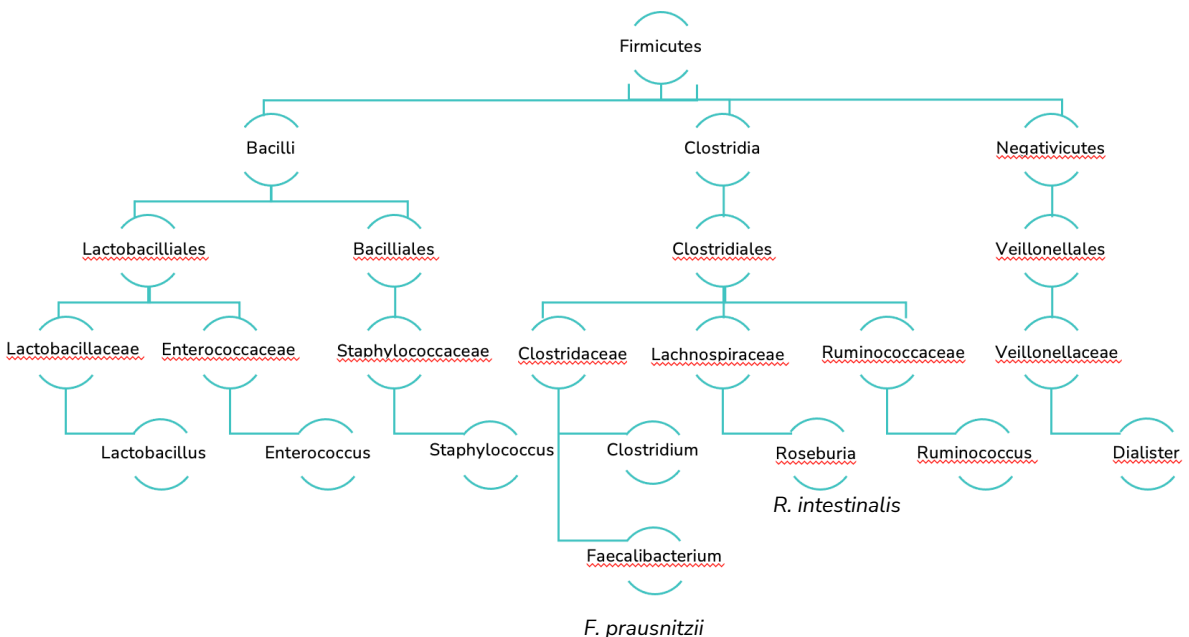 Firmicutes
Bacilli
Clostridia
Negativicutes
Lactobacilliales
Bacilliales
Clostridiales
Veillonellales
Lactobacillaceae
Enterococcaceae
Staphylococcaceae
Clostridaceae
Lachnospiraceae
Ruminococcaceae
Veillonellaceae
Lactobacillus
Enterococcus
Staphylococcus
Clostridium
Roseburia
Ruminococcus
Dialister
R. intestinalis
Faecalibacterium
F. prausnitzii